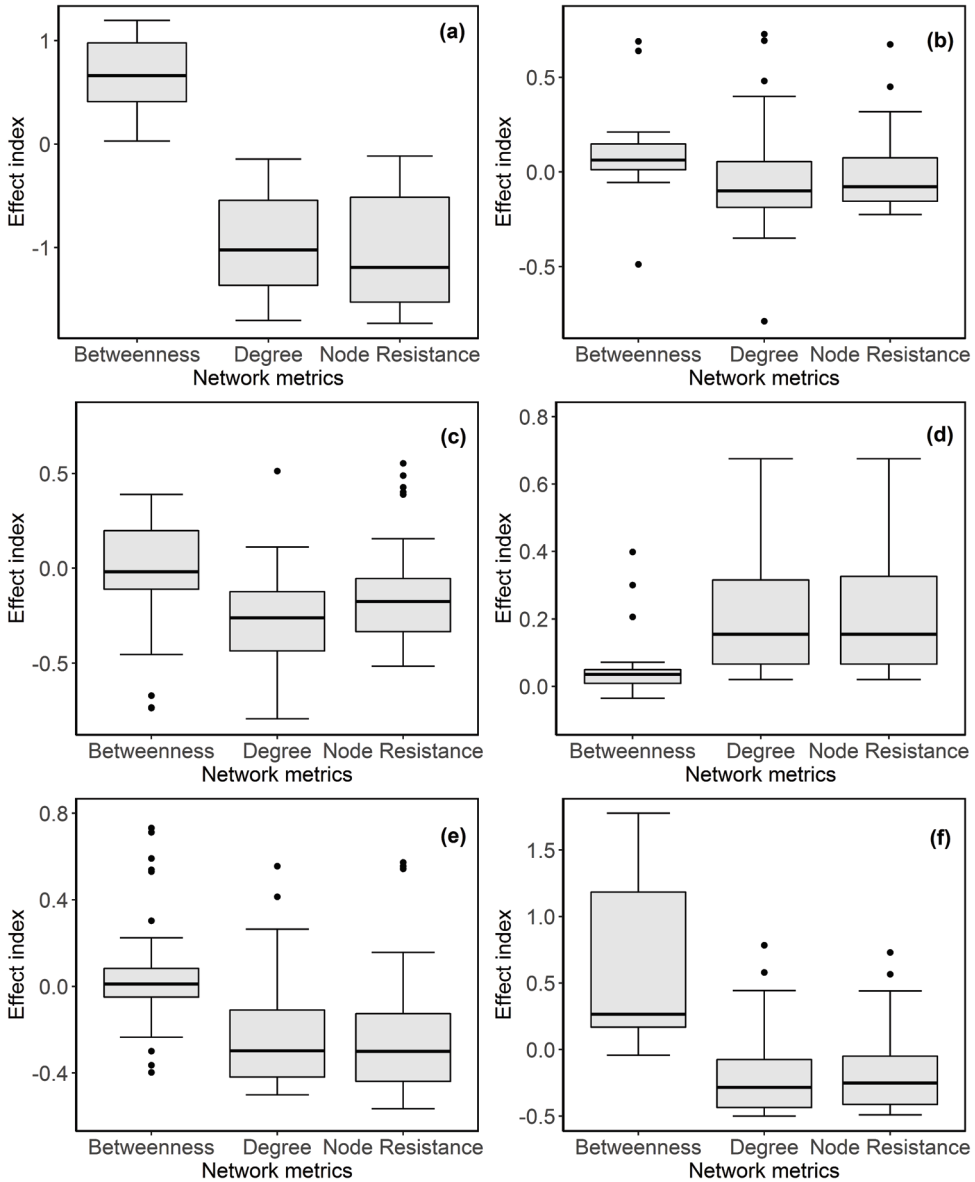 (a)
Effect index
1
0
-1
Betweenness Degree Node Resistance
Network metrics
(b)
Effect index
0.5
0.0
-0.5
Betweenness Degree Node Resistance
Network metrics
(c)
Effect index
0.5
0.0
-0.5
Betweenness Degree Node Resistance
Network metrics
(d)
Effect index
0.8
0.6
0.4
0.2
0.0
Betweenness Degree Node Resistance
Network metrics
(e)
Effect index
0.8
0.4
0.0
-0.4
Betweenness Degree Node Resistance
Network metrics
(f)
Effect index
1.5
1.0
0.5
0.0
-0.5
Betweenness Degree Node Resistance
Network metrics